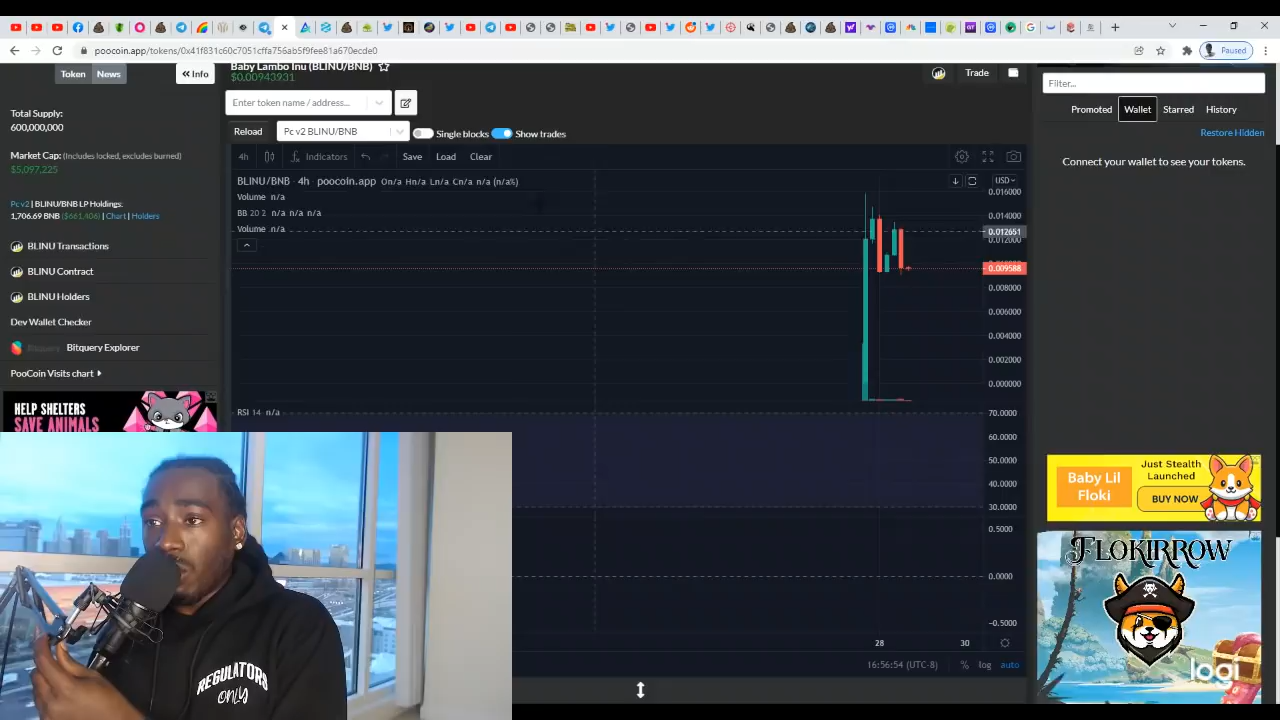 Paused
poocoin.app/tokens/0x41f831c60c7051cffa756ab5f9fee81a670ecde0
Token
News
Info
Total Supply:
600,000,000
Market Cap: (Includes locked, excludes burned)
$5,097,225
Pc v2 | BLINU/BNB LP Holdings:
1,706.69 BNB ($661,406) | Chart | Holders
BLINU Transactions
BLINU Contract
BLINU Holders
Dev Wallet Checker
Bitquery Explorer
PooCoin Visits chart
HELP SHELTERS
SAVE ANIMALS
Baby Lambo Inu (BLINU/BNB)
$0.00943931
Trade
Enter token name / address...
Reload
Pc v2 BLINU/BNB
Single blocks
Show trades
4h
Indicators
Save
Load
Clear
BLINU/BNB · 4h · poocoin.app On/a Hn/a Ln/a Cn/a n/a (n/a%)
Volume n/a
BB 20 2 n/a n/a n/a
Volume n/a
RSI 14 n/a
USD
0.016000
0.014000
0.012651
0.012000
0.009588
0.008000
0.006000
0.004000
0.002000
0.000000
70.0000
60.0000
50.0000
40.0000
30.0000
0.5000
0.0000
-0.5000
28
30
16:56:54 (UTC-8)
%
log
auto
Filter...
Promoted
Wallet
Starred
History
Restore Hidden
Connect your wallet to see your tokens.
Baby Lil
Floki
Just Stealth
Launched
BUY NOW
FLOKIRROW
logi
REGULATORS
only